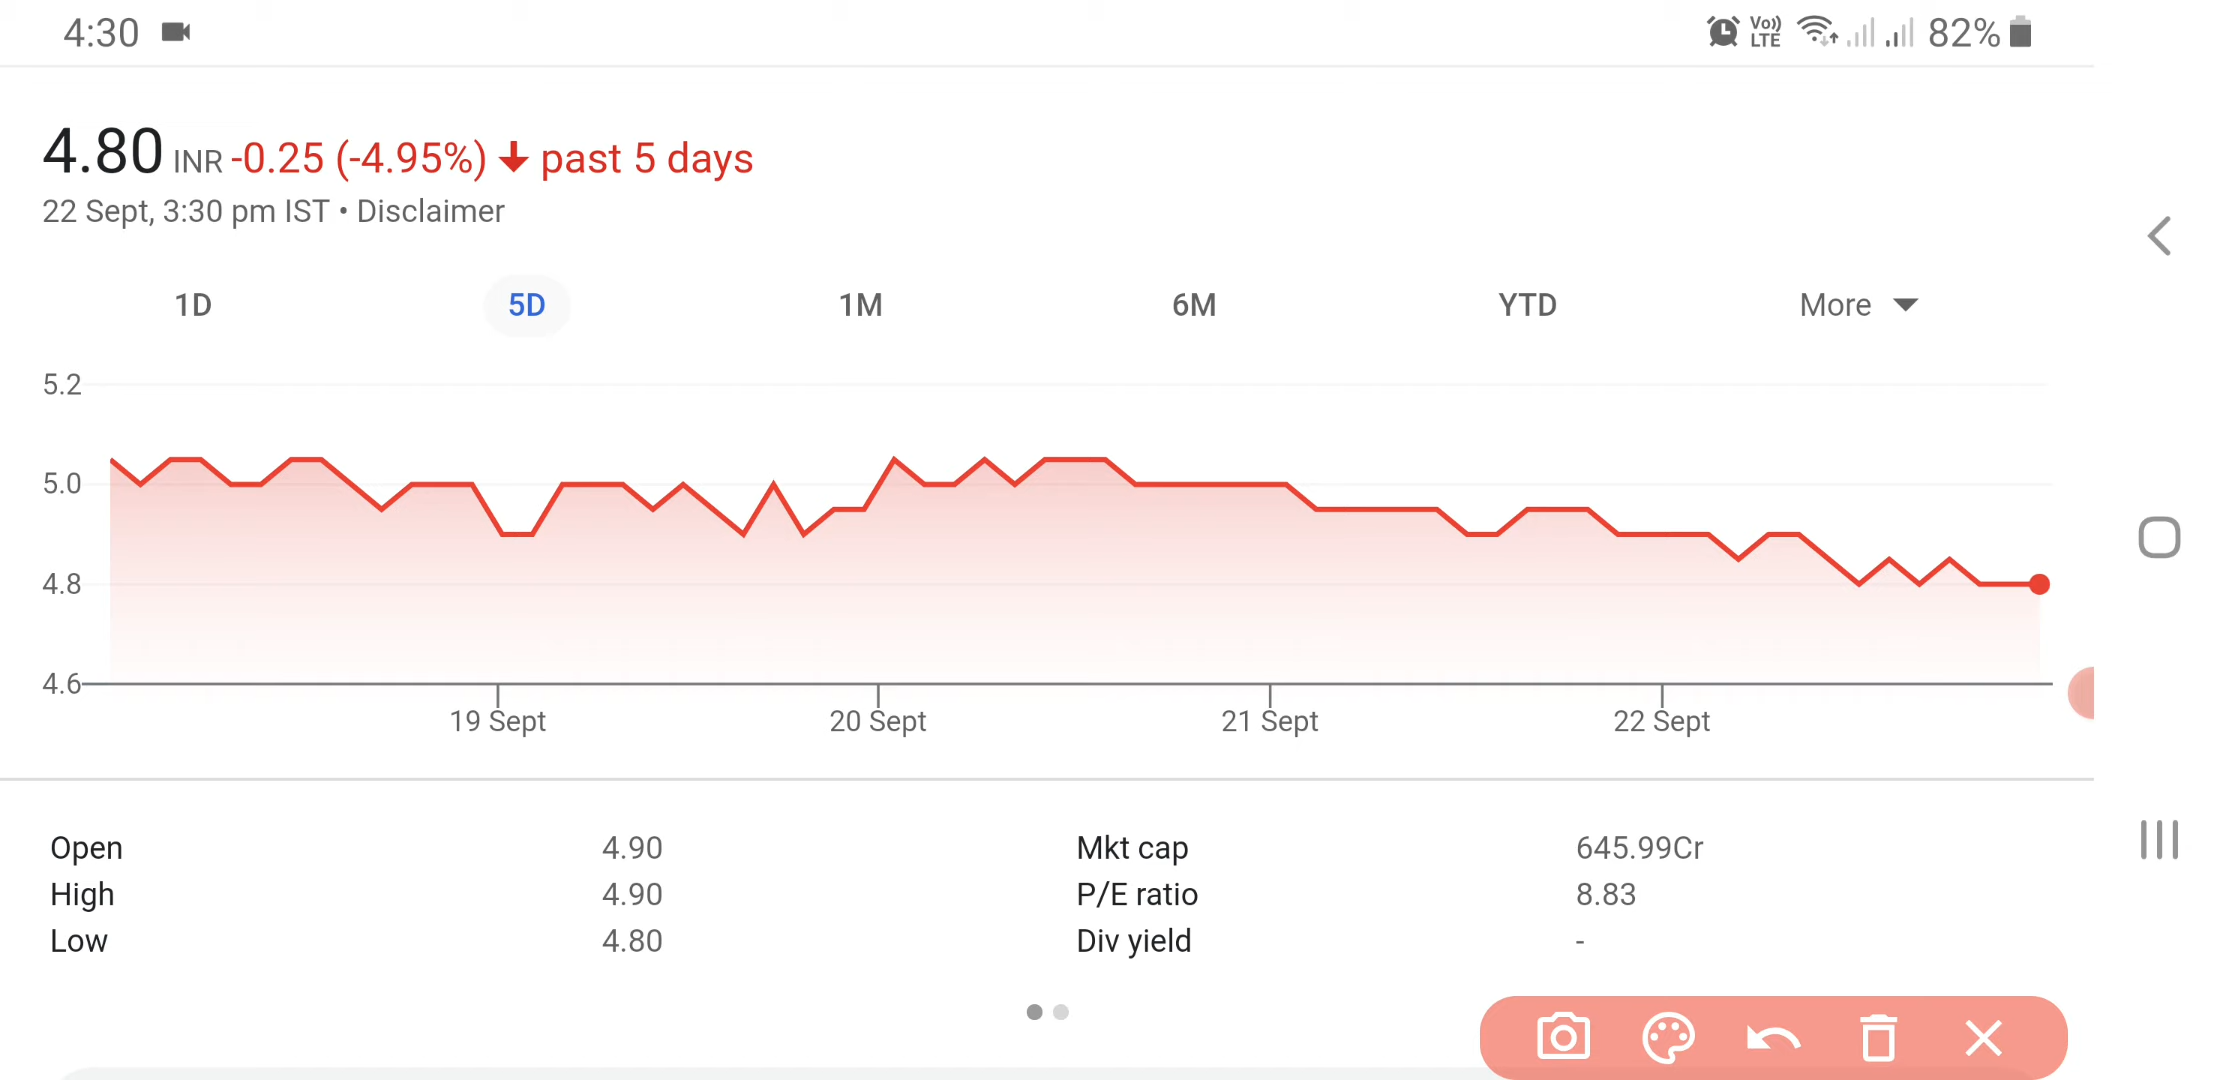 4:30 Vo)) LTE 82%
4.80 INR -0.25 (-4.95%) past 5 days
22 Sept, 3:30 pm IST • Disclaimer
1D 5D 1M 6M YTD More
5.2
5.0
4.8
4.6
19 Sept 20 Sept 21 Sept 22 Sept
Open 4.90 Mkt cap 645.99Cr
High 4.90 P/E ratio 8.83
Low 4.80 Div yield -